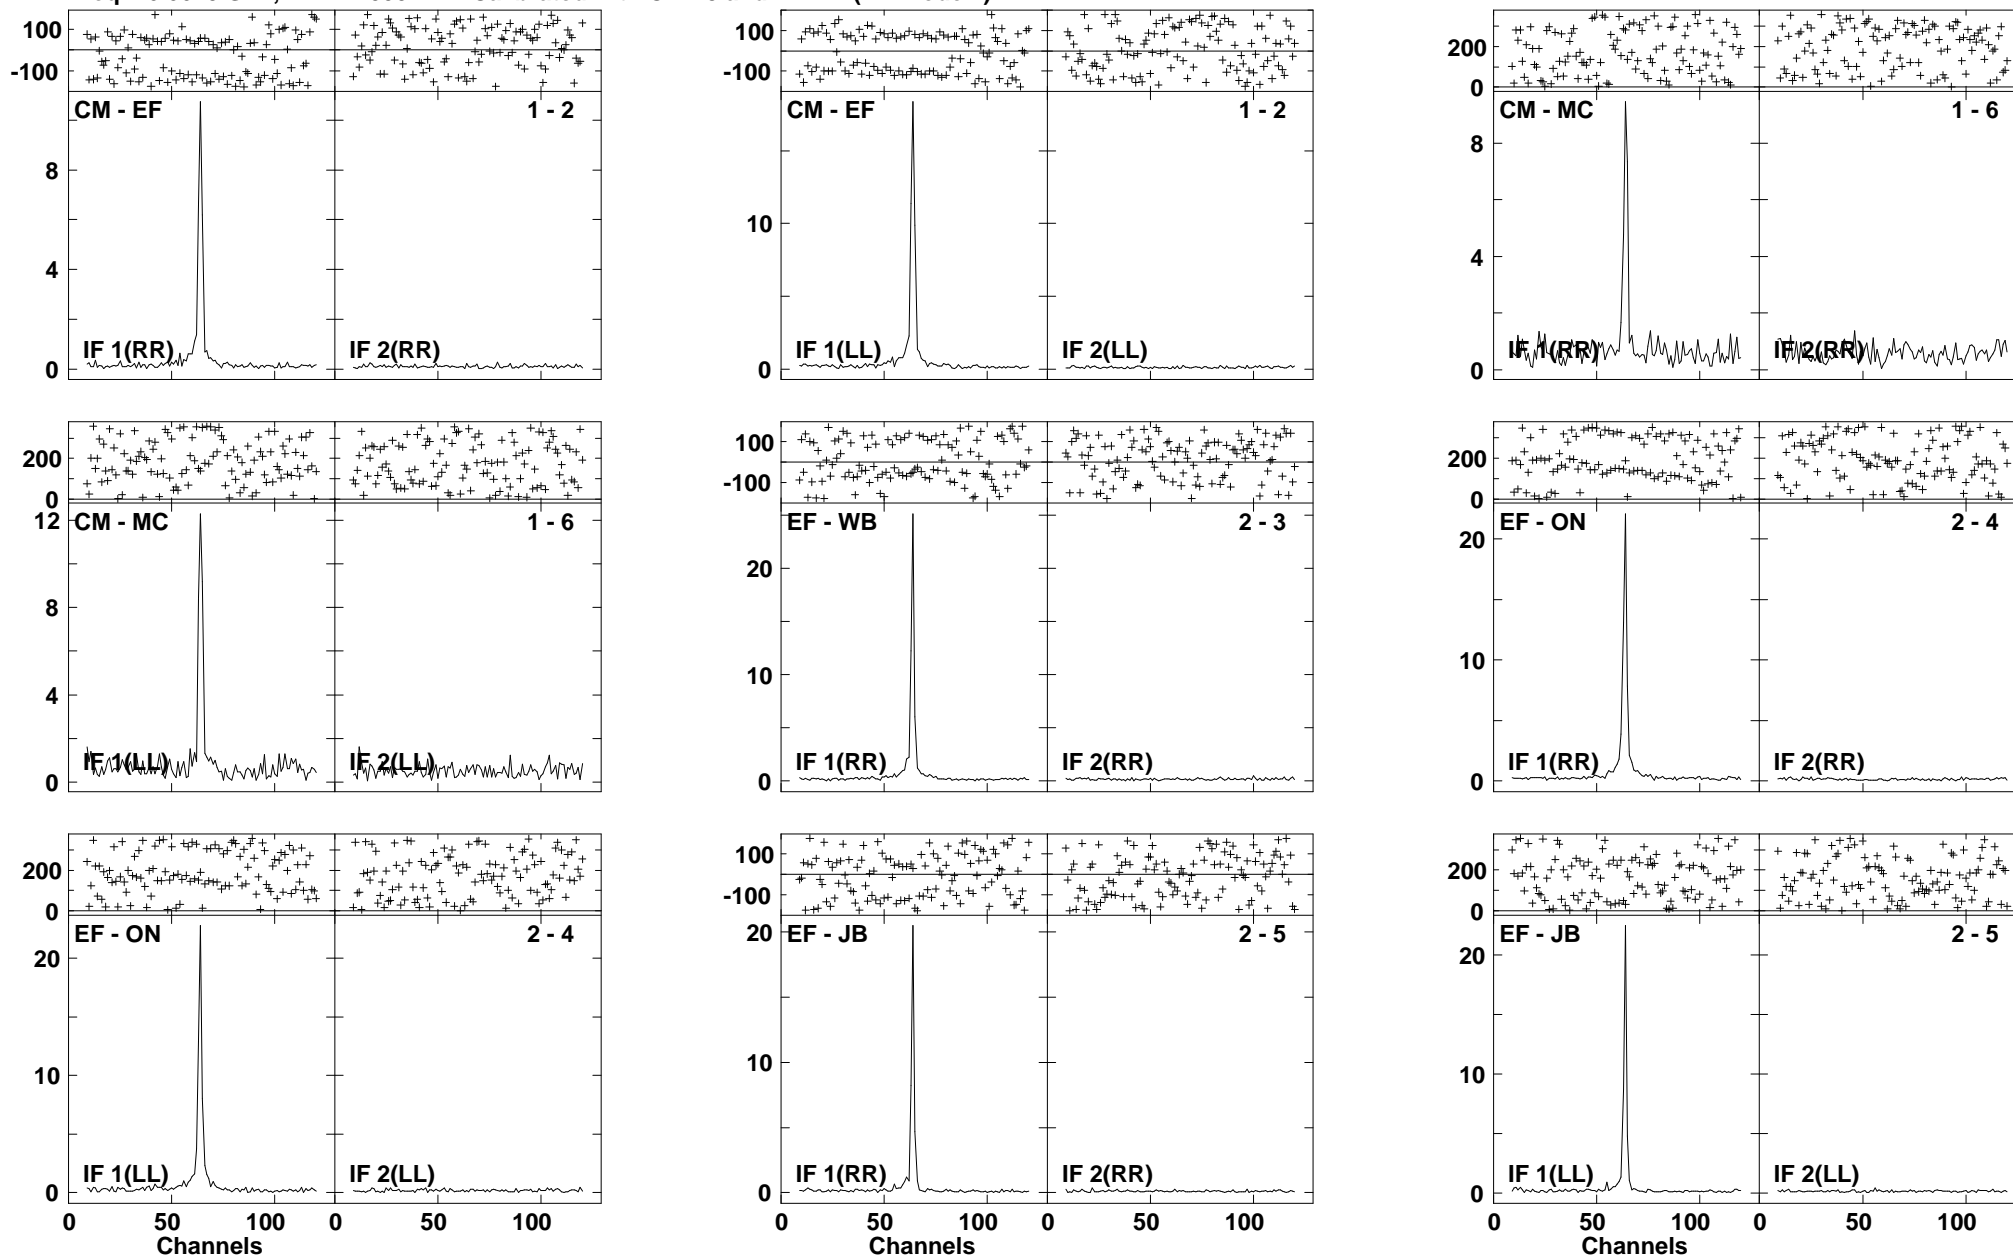 100
-100
CM - EF
1 - 2
8
4
0
IF 1(RR)
IF 2(RR)
100
-100
CM - EF
1 - 2
10
0
IF 1(LL)
IF 2(LL)
200
0
CM - MC
1 - 6
8
4
0
IF 1(RR)
IF 2(RR)
200
0
CM - MC
1 - 6
12
8
4
0
IF 1(LL)
IF 2(LL)
100
-100
EF - WB
2 - 3
20
10
0
IF 1(RR)
IF 2(RR)
200
0
EF - ON
2 - 4
20
10
0
IF 1(RR)
IF 2(RR)
200
0
EF - ON
2 - 4
20
10
0
IF 1(LL)
IF 2(LL)
0 50 100 0 50 100
Channels
100
-100
EF - JB
2 - 5
20
10
0
IF 1(RR)
IF 2(RR)
0 50 100 0 50 100
Channels
200
0
EF - JB
2 - 5
20
10
0
IF 1(LL)
IF 2(LL)
0 50 100 0 50 100
Channels